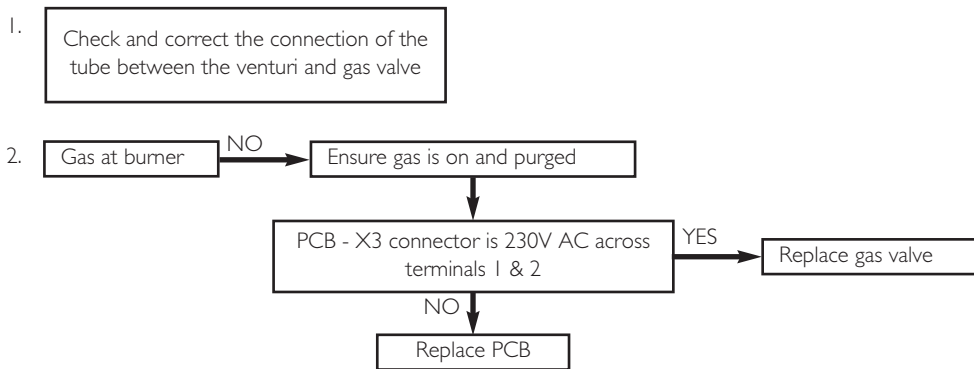 1.
Check and correct the connection of the
tube between the venturi and gas valve
2.
Gas at burner
NO
Ensure gas is on and purged
PCB - X3 connector is 230V AC across
terminals 1 & 2
YES
Replace gas valve
NO
Replace PCB